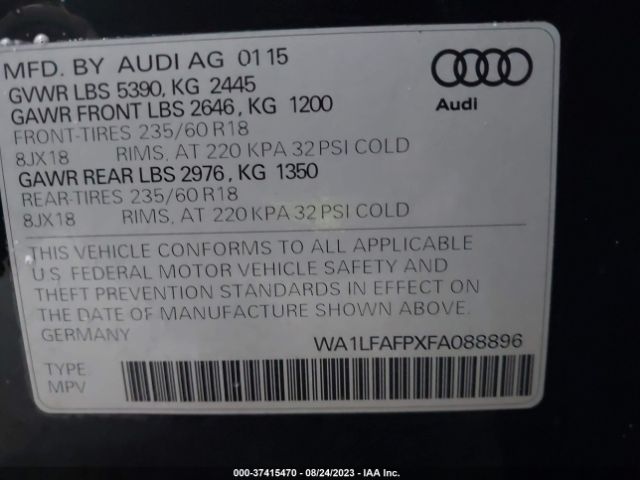 MFD. BY AUDI AG 01 15
GVWR LBS 5390, KG 2445
GAWR FRONT LBS 2646, KG 1200
FRONT-TIRES 235/60 R18
8JX18 RIMS, AT 220 KPA 32 PSI COLD
GAWR REAR LBS 2976, KG 1350
REAR-TIRES 235/60 R18
8JX18 RIMS, AT 220 KPA 32 PSI COLD
Audi
THIS VEHICLE CONFORMS TO ALL APPLICABLE
U.S. FEDERAL MOTOR VEHICLE SAFETY AND
THEFT PREVENTION STANDARDS IN EFFECT ON
THE DATE OF MANUFACTURE SHOWN ABOVE.
GERMANY
WA1LFAFPXFA088896
TYPE
MPV
000-37415470 - 08/24/2023 - IAA Inc.